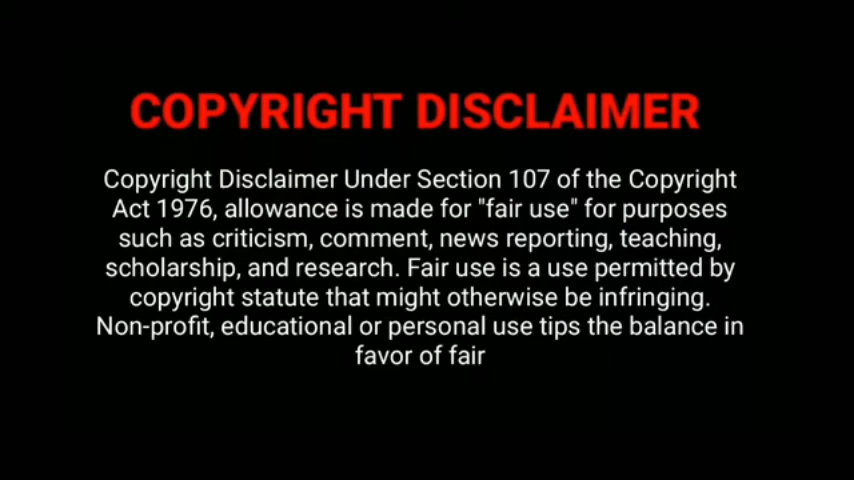 COPYRIGHT DISCLAIMER
Copyright Disclaimer Under Section 107 of the Copyright
Act 1976, allowance is made for "fair use" for purposes
such as criticism, comment, news reporting, teaching,
scholarship, and research. Fair use is a use permitted by
copyright statute that might otherwise be infringing.
Non-profit, educational or personal use tips the balance in
favor of fair